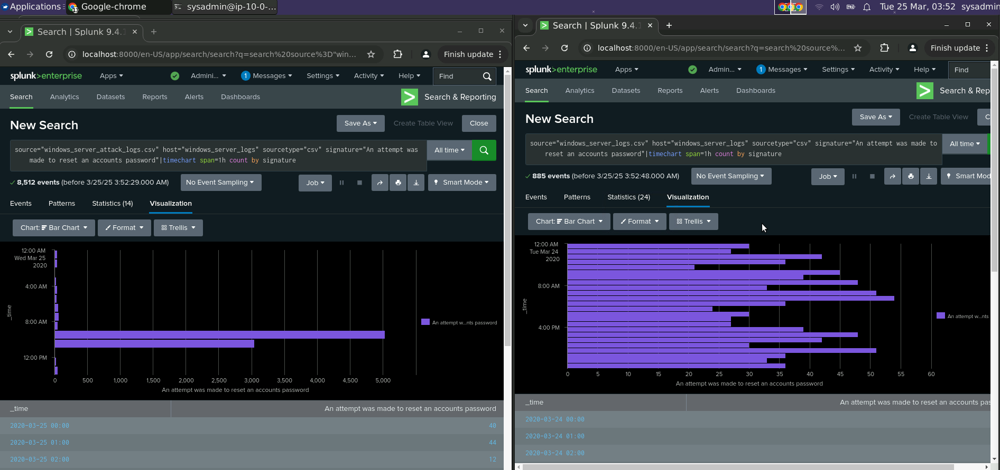 Applications
Google-chrome
sysadmin@ip-10-0-...
Tue 25 Mar, 03:52 sysadmin
Search | Splunk 9.4.1
localhost:8000/en-US/app/search/search?q=search%20source%3D"win...
Finish update
splunk>enterprise
Apps
Admini...
1 Messages
Settings
Activity
Help
Find
Search
Analytics
Datasets
Reports
Alerts
Dashboards
Search & Reporting
New Search
Save As
Create Table View
Close
source="windows_server_attack_logs.csv" host="windows_server_logs" sourcetype="csv" signature="An attempt was
made to reset an accounts password"|timechart span=1h count by signature
All time
8,512 events (before 3/25/25 3:52:29.000 AM)
No Event Sampling
Job
Smart Mode
Events
Patterns
Statistics (14)
Visualization
Chart: Bar Chart
Format
Trellis
12:00 AM
Wed Mar 25
2020
4:00 AM
8:00 AM
12:00 PM
_time
0 500 1,000 1,500 2,000 2,500 3,000 3,500 4,000 4,500 5,000
An attempt was made to reset an accounts password
An attempt w...nts password
_time An attempt was made to reset an accounts password
2020-03-25 00:00 40
2020-03-25 01:00 44
2020-03-25 02:00 12
Search | Splunk 9.4.1
localhost:8000/en-US/app/search/search?q=search%20source%...
Finish update
splunk>enterprise
Apps
Admin...
1 Messages
Settings
Activity
Help
Find
Search
Analytics
Datasets
Reports
Alerts
Dashboards
Search & Rep
New Search
Save As
Create Table View
C
source="windows_server_logs.csv" host="windows_server_logs" sourcetype="csv" signature="An attempt was made to
reset an accounts password"|timechart span=1h count by signature
All time
885 events (before 3/25/25 3:52:48.000 AM)
No Event Sampling
Job
Smart Mod
Events
Patterns
Statistics (24)
Visualization
Chart: Bar Chart
Format
Trellis
12:00 AM
Tue Mar 24
2020
8:00 AM
4:00 PM
_time
0 5 10 15 20 25 30 35 40 45 50 55 60
An attempt was made to reset an accounts password
An attempt w...nts
_time An attempt was made to reset an accounts pas
2020-03-24 00:00
2020-03-24 01:00
2020-03-24 02:00